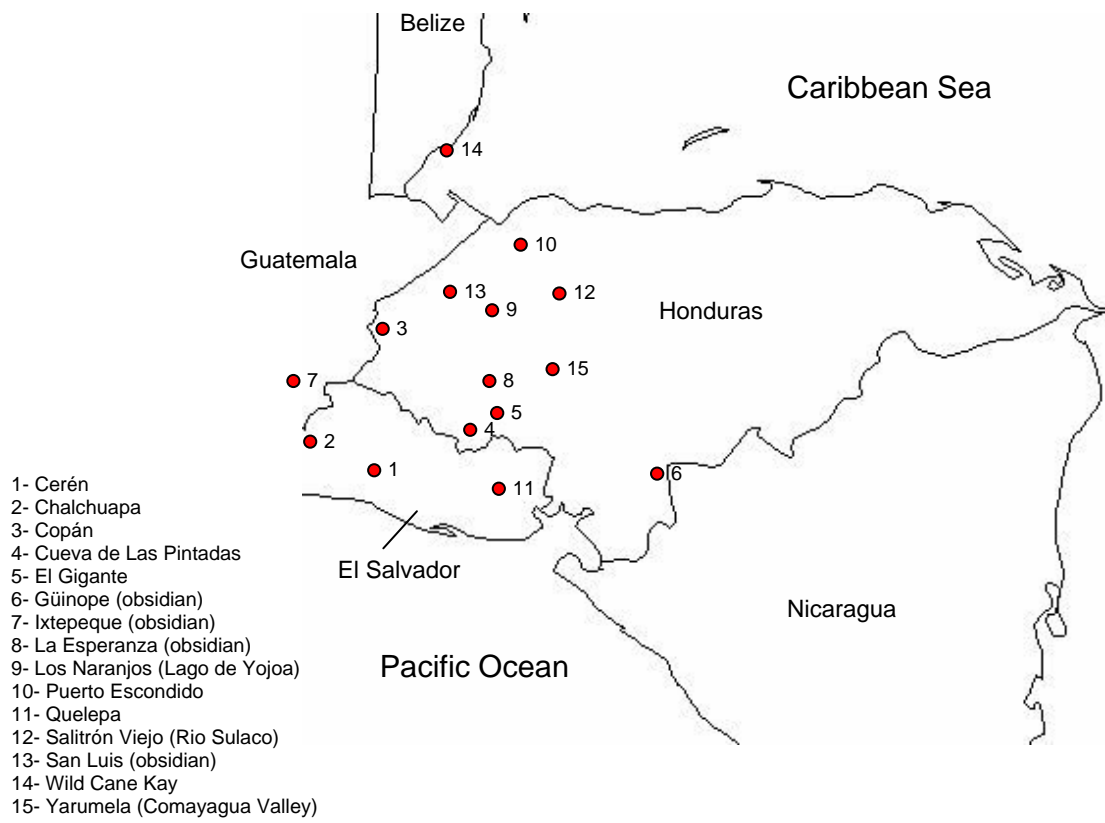 Belize
Caribbean Sea
14
10
Guatemala
13
12
9
Honduras
3
15
7
8
5
4
2
6
1
11
El Salvador
Nicaragua
Pacific Ocean
1- Cerén
2- Chalchuapa
3- Copán
4- Cueva de Las Pintadas
5- El Gigante
6- Güinope (obsidian)
7- Ixtepeque (obsidian)
8- La Esperanza (obsidian)
9- Los Naranjos (Lago de Yojoa)
10- Puerto Escondido
11- Quelepa
12- Salitrón Viejo (Rio Sulaco)
13- San Luis (obsidian)
14- Wild Cane Kay
15- Yarumela (Comayagua Valley)